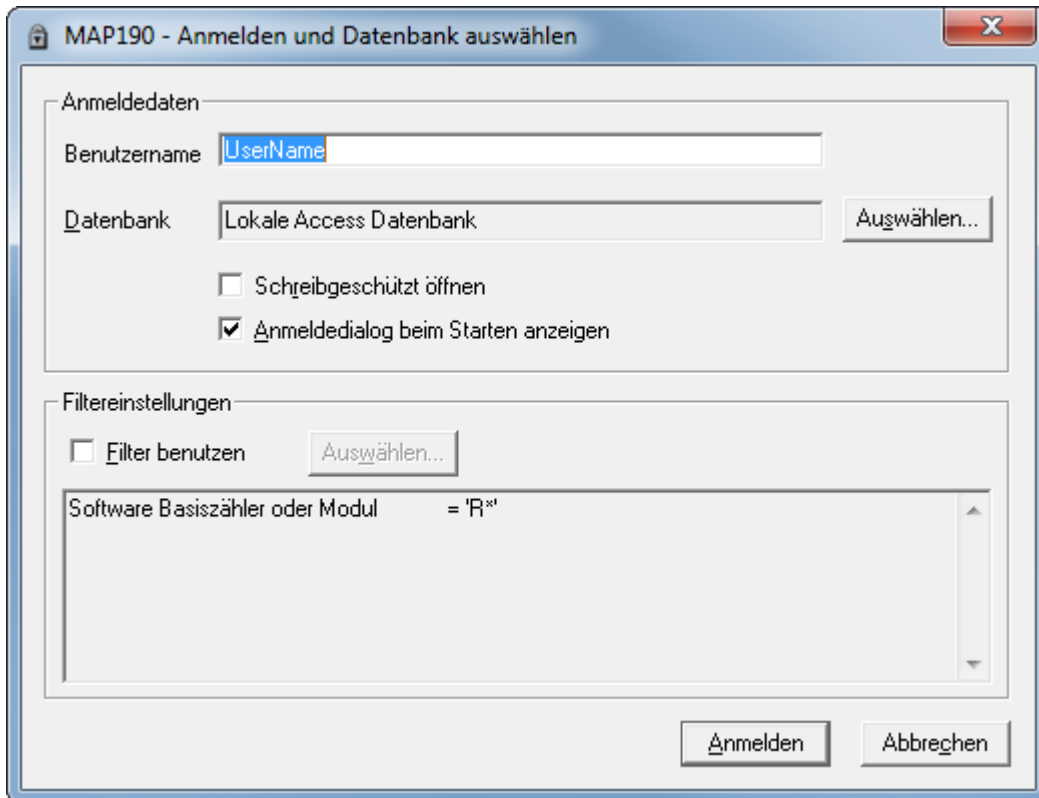 MAP190 - Anmelden und Datenbank auswählen
Anmeldedaten
Benutzername UserName
Datenbank Lokale Access Datenbank Auswählen...
Schreibgeschützt öffnen
Anmeldedialog beim Starten anzeigen
Filtereinstellungen
Filter benutzen Auswählen...
Software Basiszähler oder Modul = 'R*'
Anmelden Abbrechen